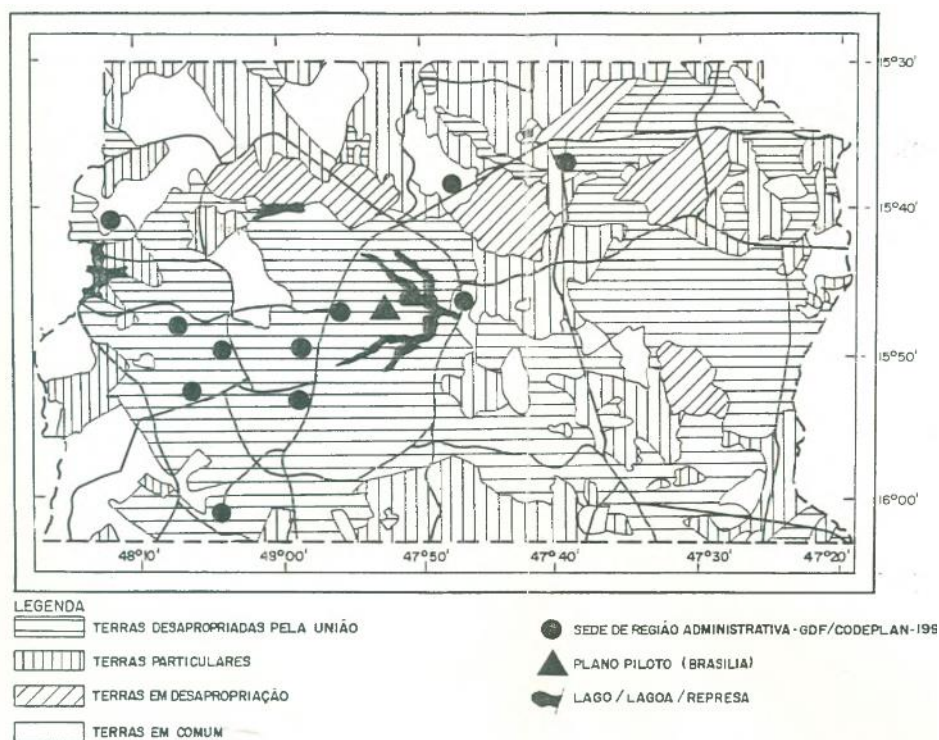 15°30'
15°40'
15°50'
16°00'
48°10' 49°00' 47°50' 47°40' 47°30' 47°20'
LEGENDA
TERRAS DESAPROPRIADAS PELA UNIÃO
TERRAS PARTICULARES
TERRAS EM DESAPROPRIAÇÃO
TERRAS EM COMUM
SEDE DE REGIÃO ADMINISTRATIVA - GDF/CODEPLAN-199
PLANO PILOTO (BRASILIA)
LAGO / LAGOA / REPRESA